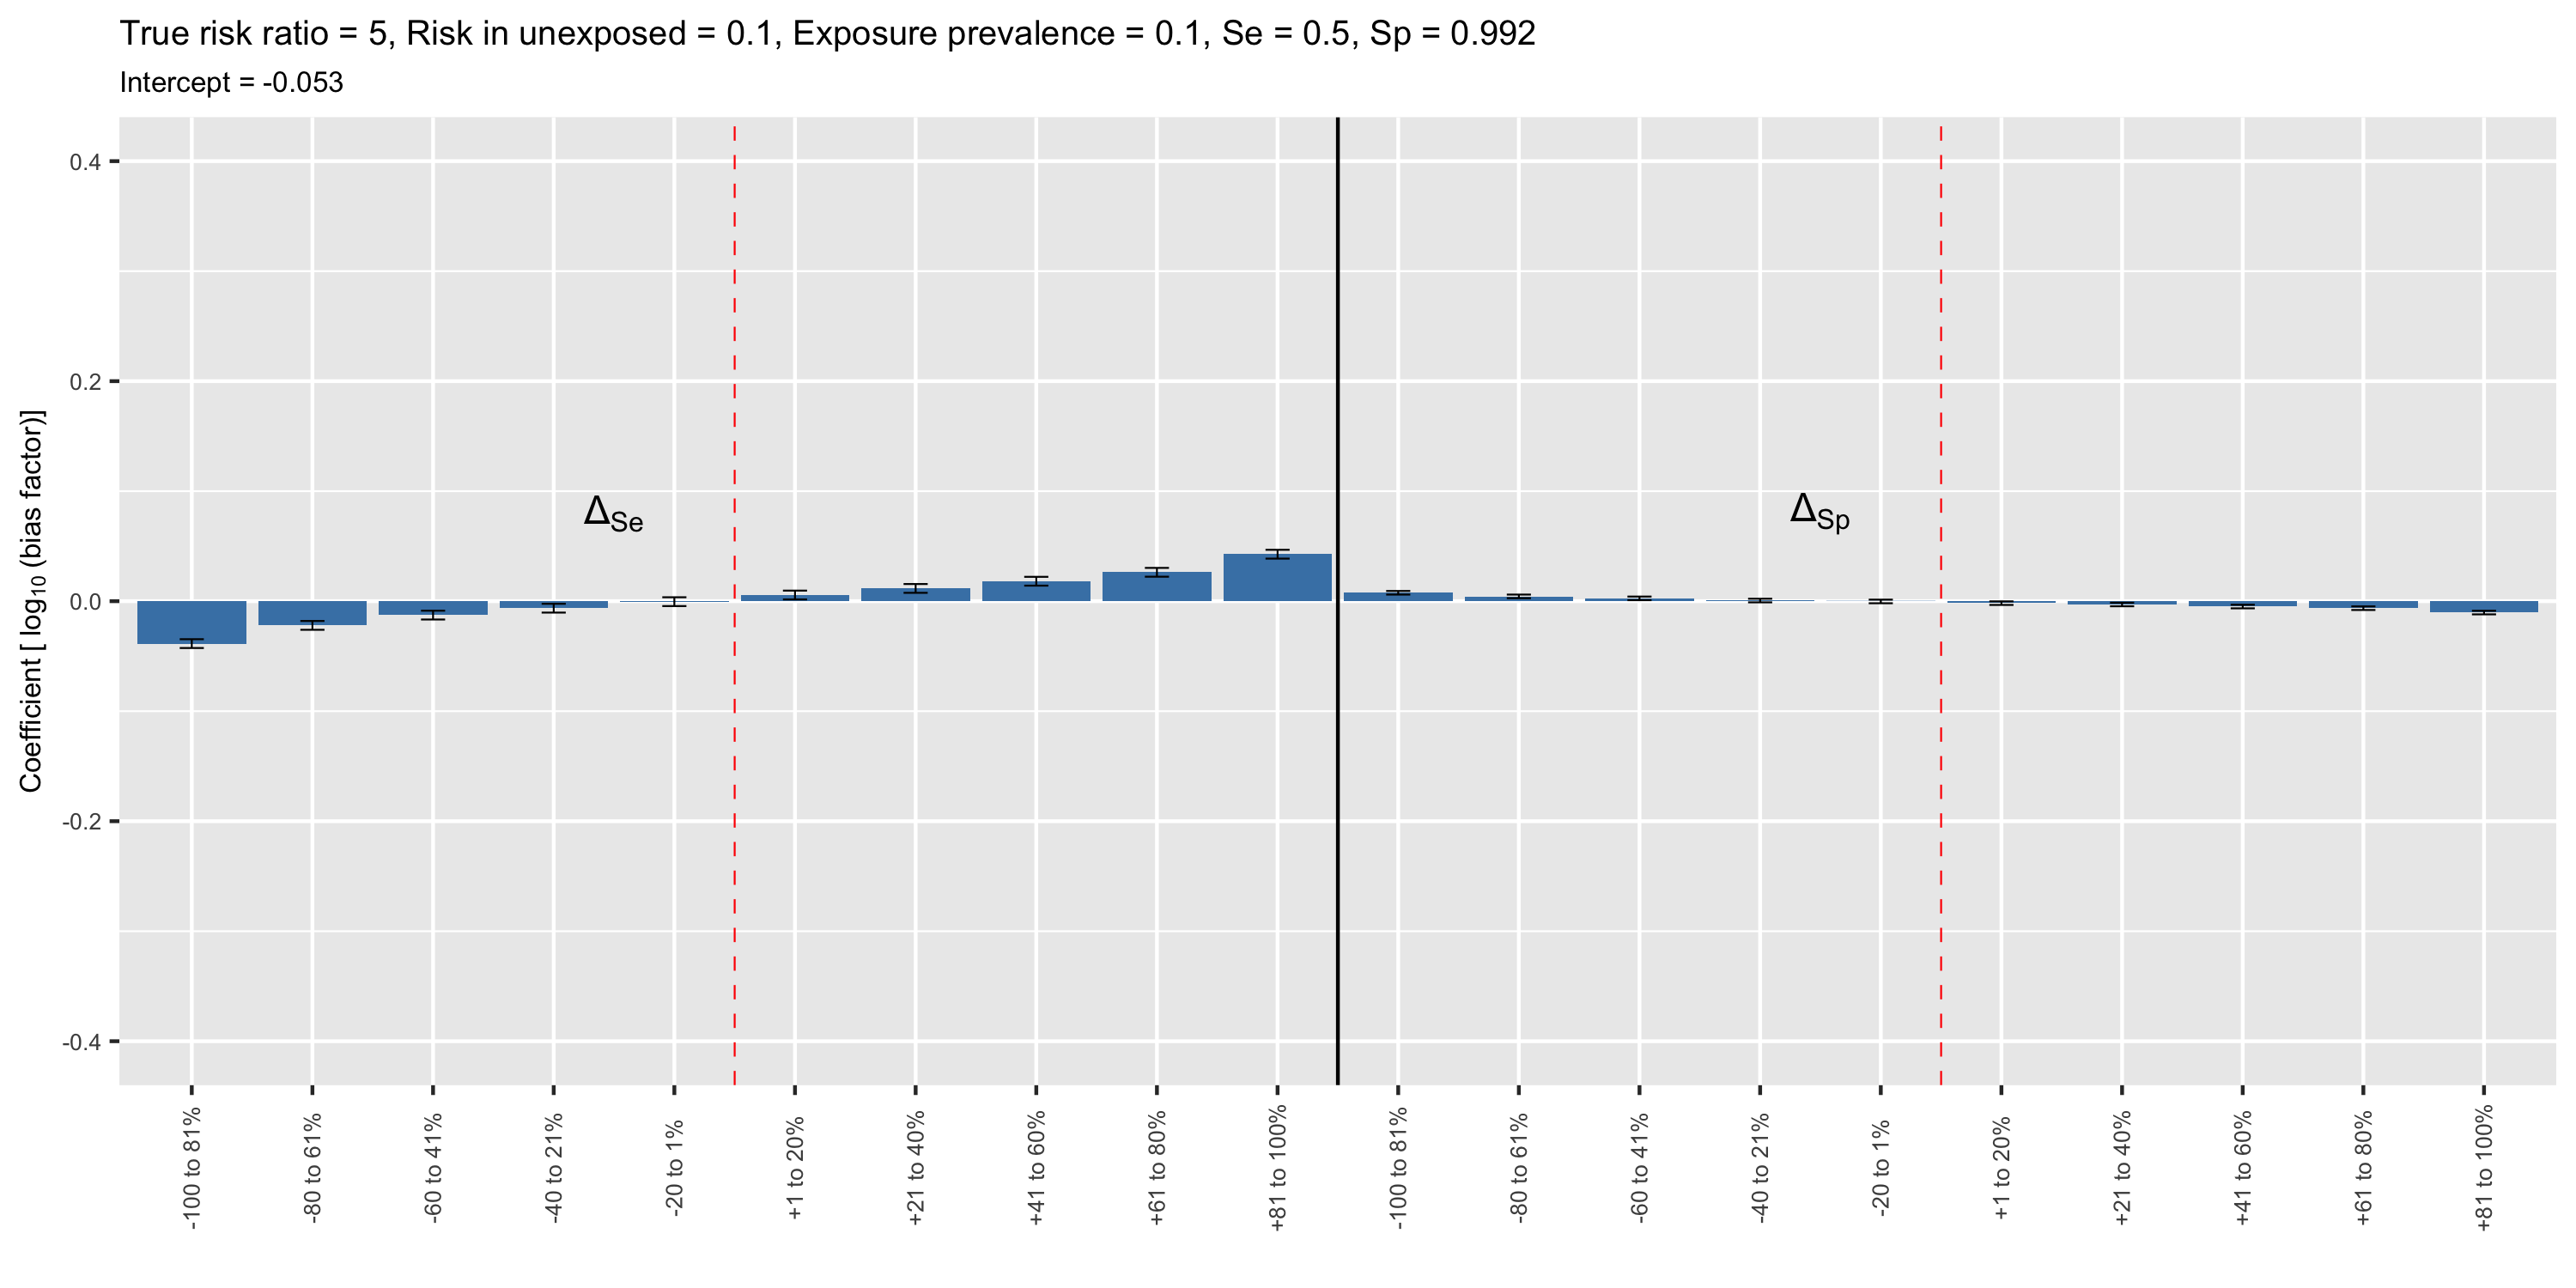 True risk ratio = 5, Risk in unexposed = 0.1, Exposure prevalence = 0.1, Se = 0.5, Sp = 0.992
Intercept = -0.053
Coefficient [ log10 (bias factor)]
0.4
0.2
0.0
-0.2
-0.4
ΔSe
ΔSp
-100 to 81%
-80 to 61%
-60 to 41%
-40 to 21%
-20 to 1%
+1 to 20%
+21 to 40%
+41 to 60%
+61 to 80%
+81 to 100%
-100 to 81%
-80 to 61%
-60 to 41%
-40 to 21%
-20 to 1%
+1 to 20%
+21 to 40%
+41 to 60%
+61 to 80%
+81 to 100%